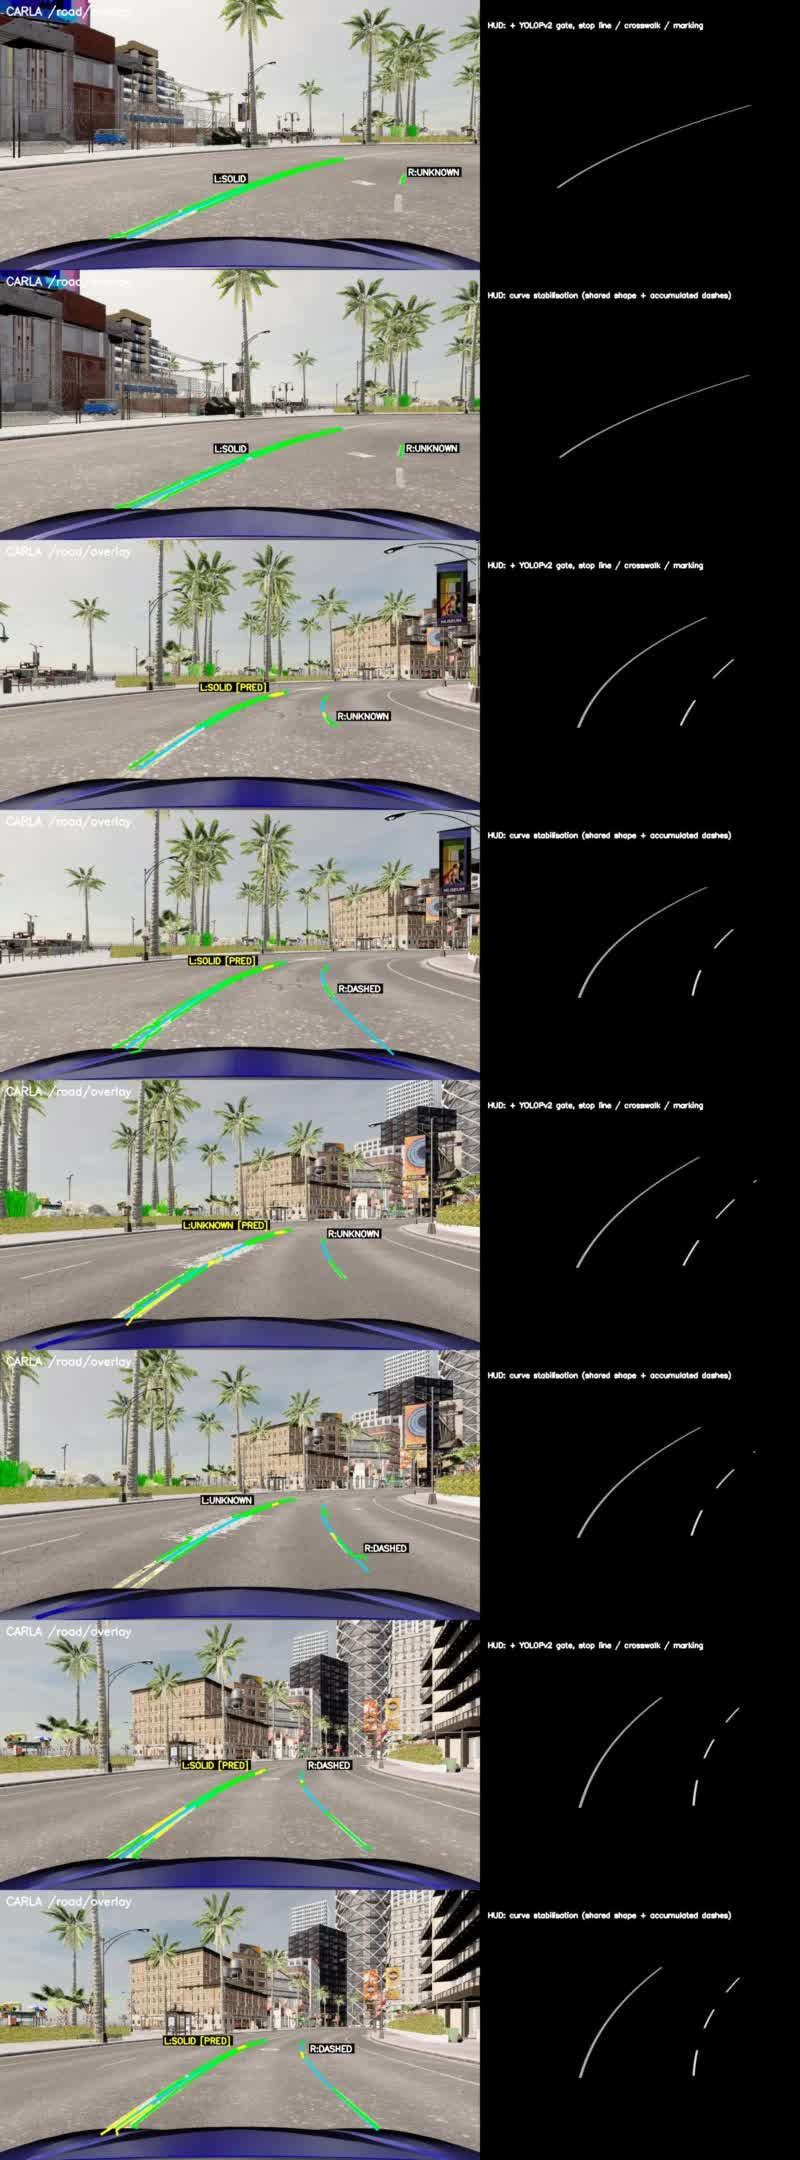 CARLA /road/overlay
HUD: + YOLOPv2 gate, stop line / crosswalk / marking
L:SOLID
R:UNKNOWN
CARLA /road/overlay
HUD: curve stabilisation (shared shape + accumulated dashes)
L:SOLID
R:UNKNOWN
CARLA /road/overlay
HUD: + YOLOPv2 gate, stop line / crosswalk / marking
MUSEUM
L:SOLID [PRED]
R:UNKNOWN
CARLA /road/overlay
HUD: curve stabilisation (shared shape + accumulated dashes)
MUSEUM
L:SOLID [PRED]
R:DASHED
CARLA /road/overlay
HUD: + YOLOPv2 gate, stop line / crosswalk / marking
L:UNKNOWN [PRED]
R:UNKNOWN
CARLA /road/overlay
HUD: curve stabilisation (shared shape + accumulated dashes)
L:UNKNOWN
R:DASHED
CARLA /road/overlay
HUD: + YOLOPv2 gate, stop line / crosswalk / marking
L:SOLID [PRED]
R:DASHED
CARLA /road/overlay
HUD: curve stabilisation (shared shape + accumulated dashes)
L:SOLID [PRED]
R:DASHED